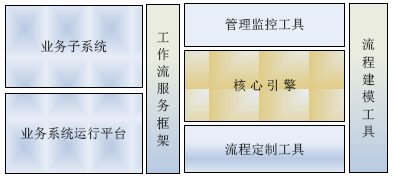 业务子系统
业务系统运行平台
工作流服务框架
管理监控工具
核心引擎
流程定制工具
流程建模工具